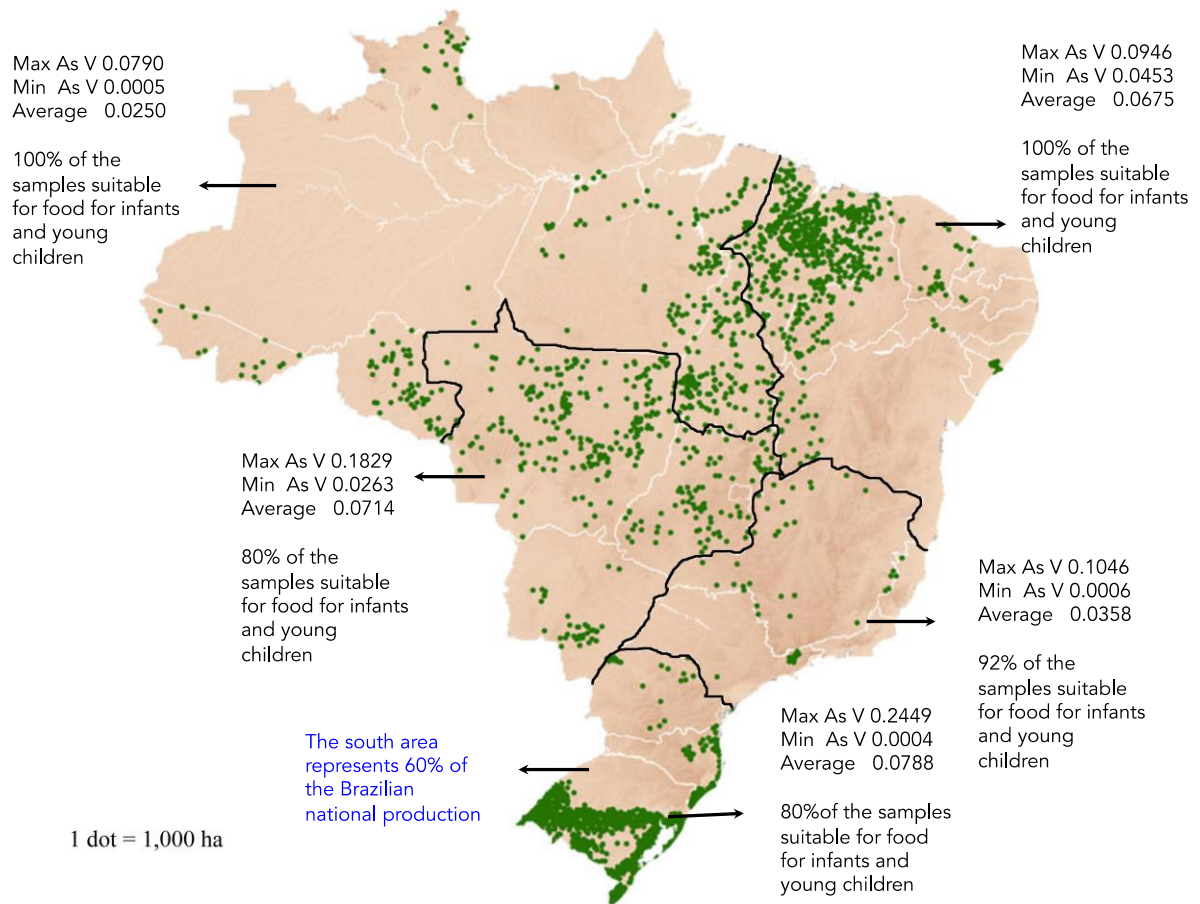 Max As V 0.0790
Min As V 0.0005
Average 0.0250
100% of the
samples suitable
for food for infants
and young
children
Max As V 0.0946
Min As V 0.0453
Average 0.0675
100% of the
samples suitable
for food for infants
and young
children
Max As V 0.1829
Min As V 0.0263
Average 0.0714
80% of the
samples suitable
for food for infants
and young
children
Max As V 0.1046
Min As V 0.0006
Average 0.0358
92% of the
samples suitable
for food for infants
and young
children
The south area
represents 60% of
the Brazilian
national production
Max As V 0.2449
Min As V 0.0004
Average 0.0788
80%of the samples
suitable for food
for infants and
young children
1 dot = 1,000 ha